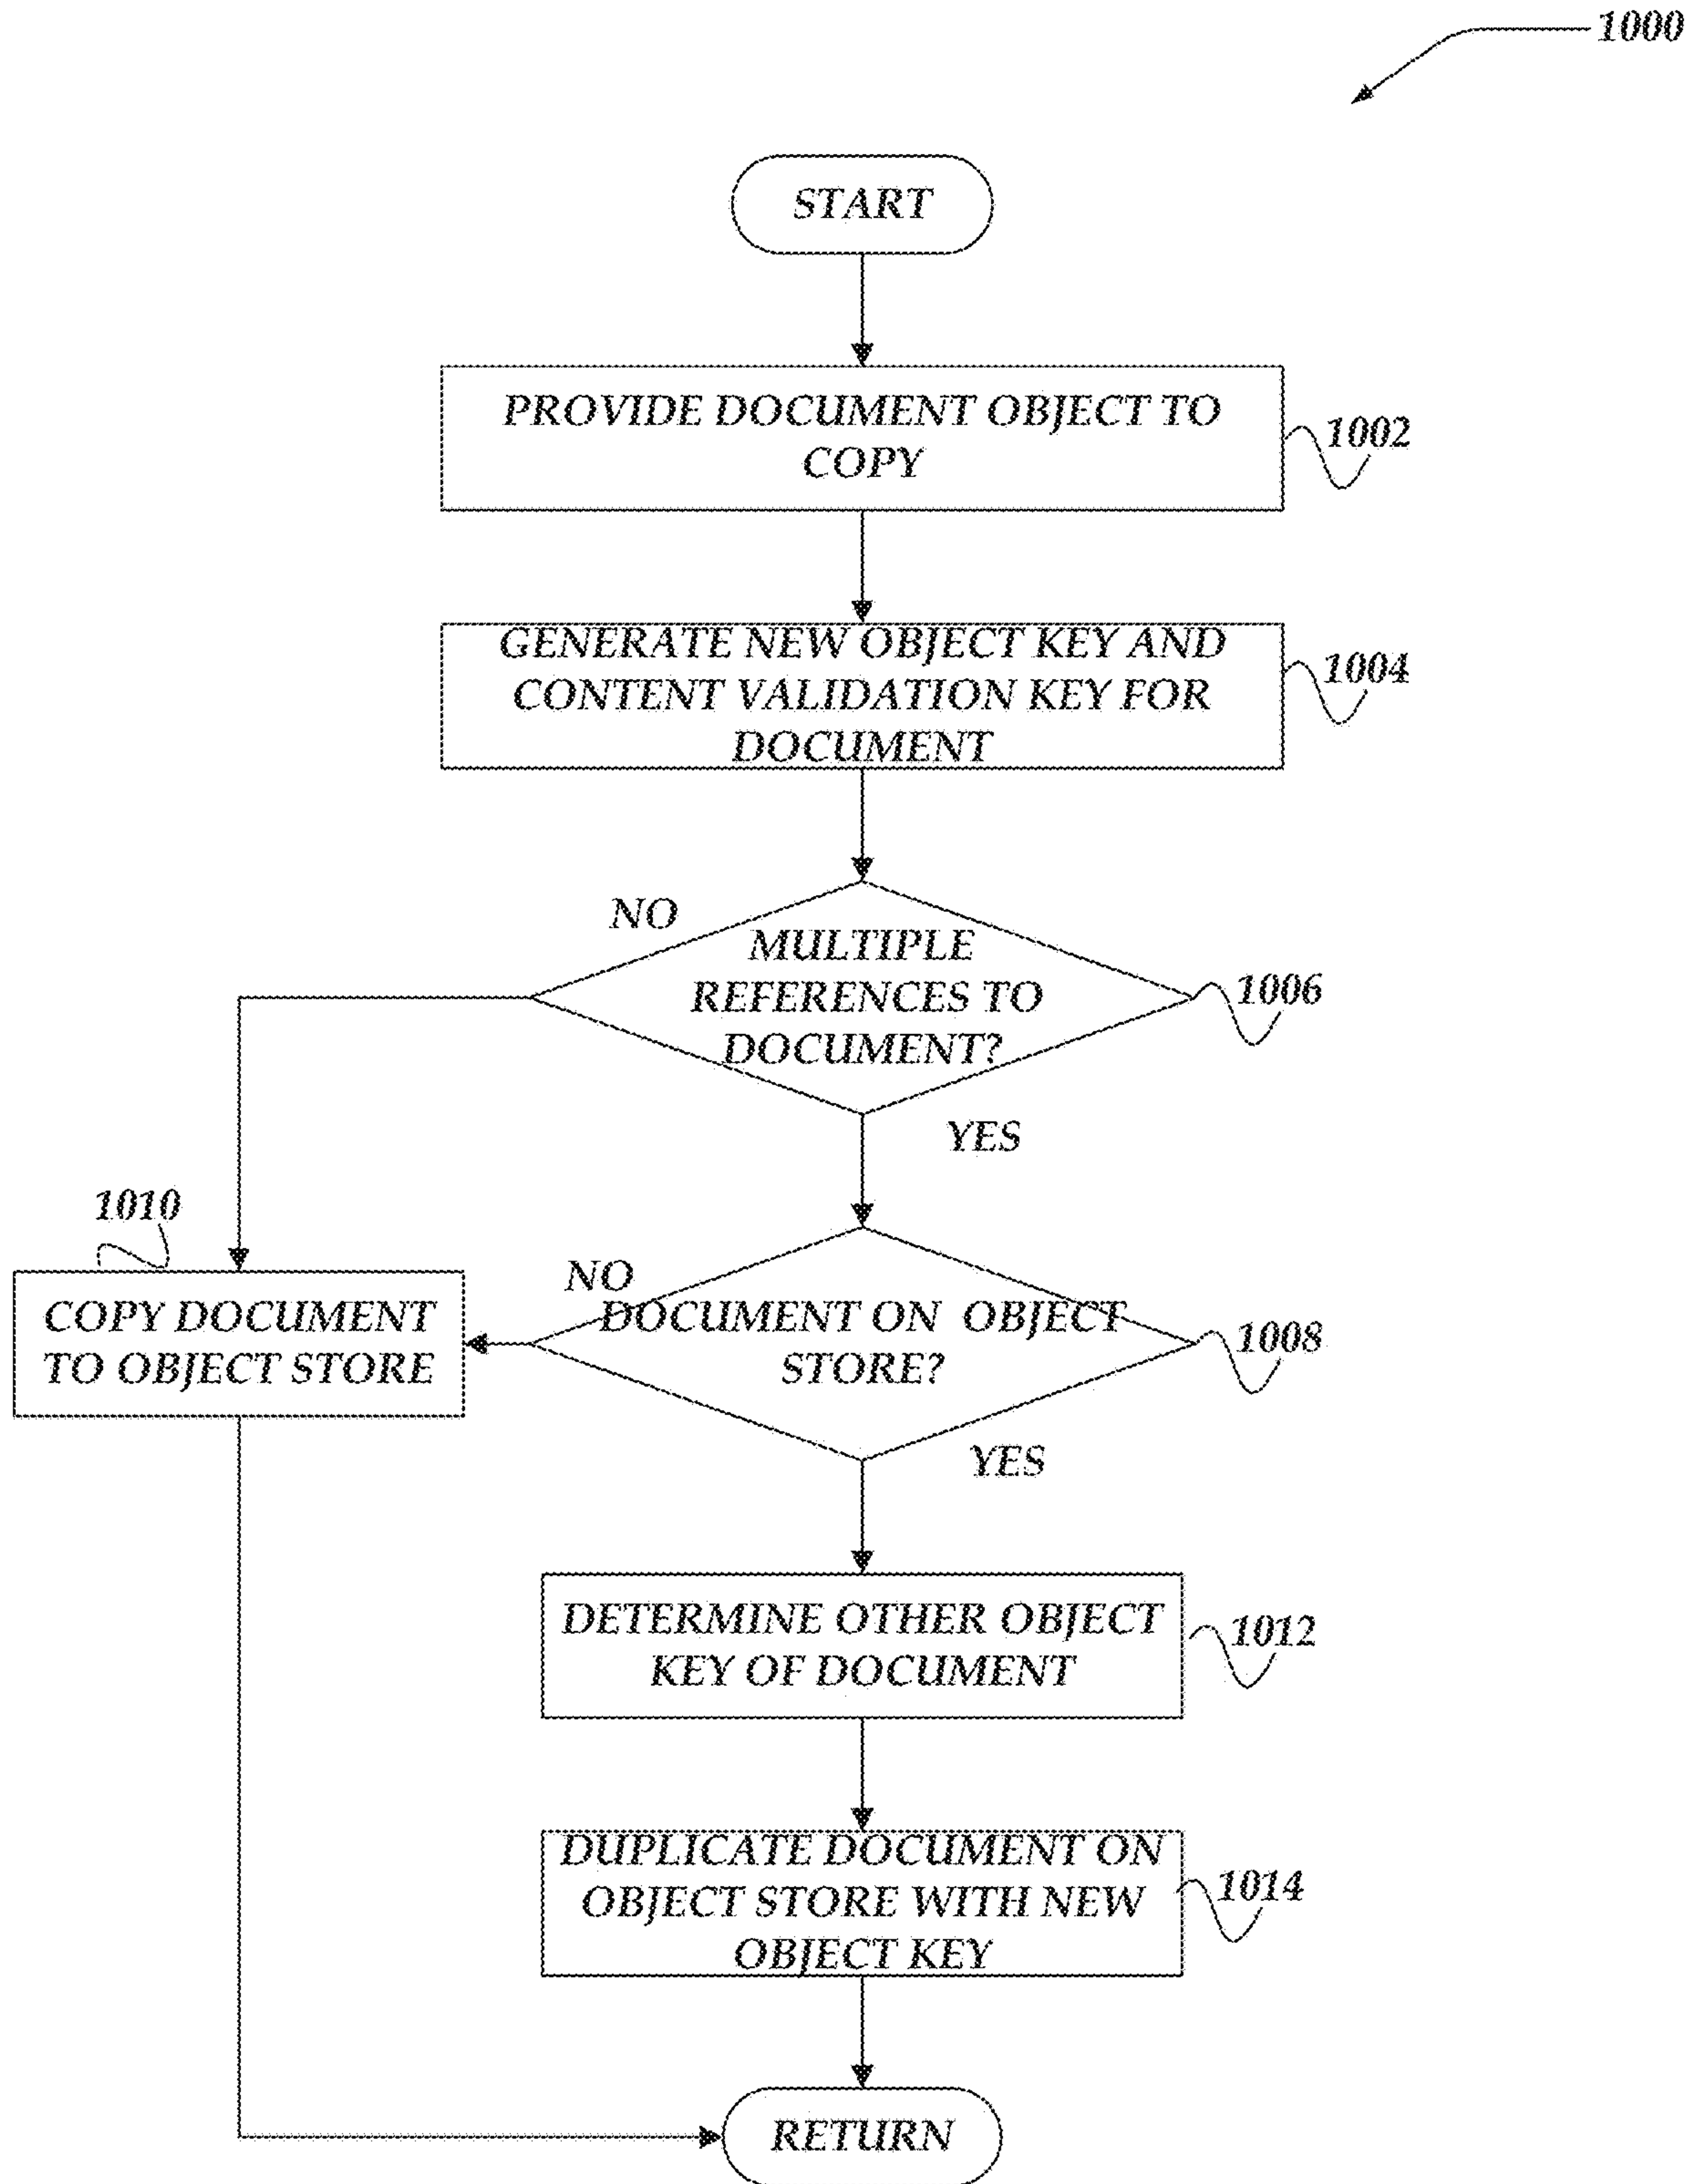 1000
START
PROVIDE DOCUMENT OBJECT TO
COPY
1002
GENERATE NEW OBJECT KEY AND
CONTENT VALIDATION KEY FOR
DOCUMENT
1004
NO
MULTIPLE
REFERENCES TO
DOCUMENT?
1006
YES
1010
COPY DOCUMENT
TO OBJECT STORE
NO
DOCUMENT ON OBJECT
STORE?
1008
YES
DETERMINE OTHER OBJECT
KEY OF DOCUMENT
1012
DUPLICATE DOCUMENT ON
OBJECT STORE WITH NEW
OBJECT KEY
1014
RETURN